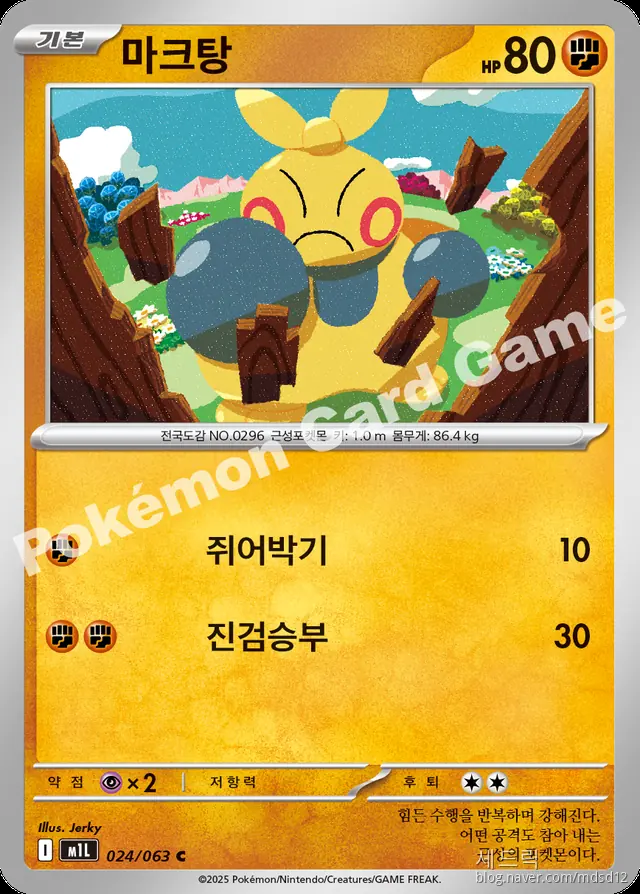 기본
마크탕
HP 80
전국도감 NO.0296 근성포켓몬 키: 1.0 m 몸무게: 86.4 kg
쥐어박기 10
진검승부 30
Pokémon Card Game
약점 ×2 저항력 후퇴
힘든 수행을 반복하며 강해진다.
어떤 공격도 참아 내는
포켓몬이다.
Illus. Jerky
I M1L 024/063 C
©2025 Pokémon/Nintendo/Creatures/GAME FREAK.
blog.naver.com/mdsd12